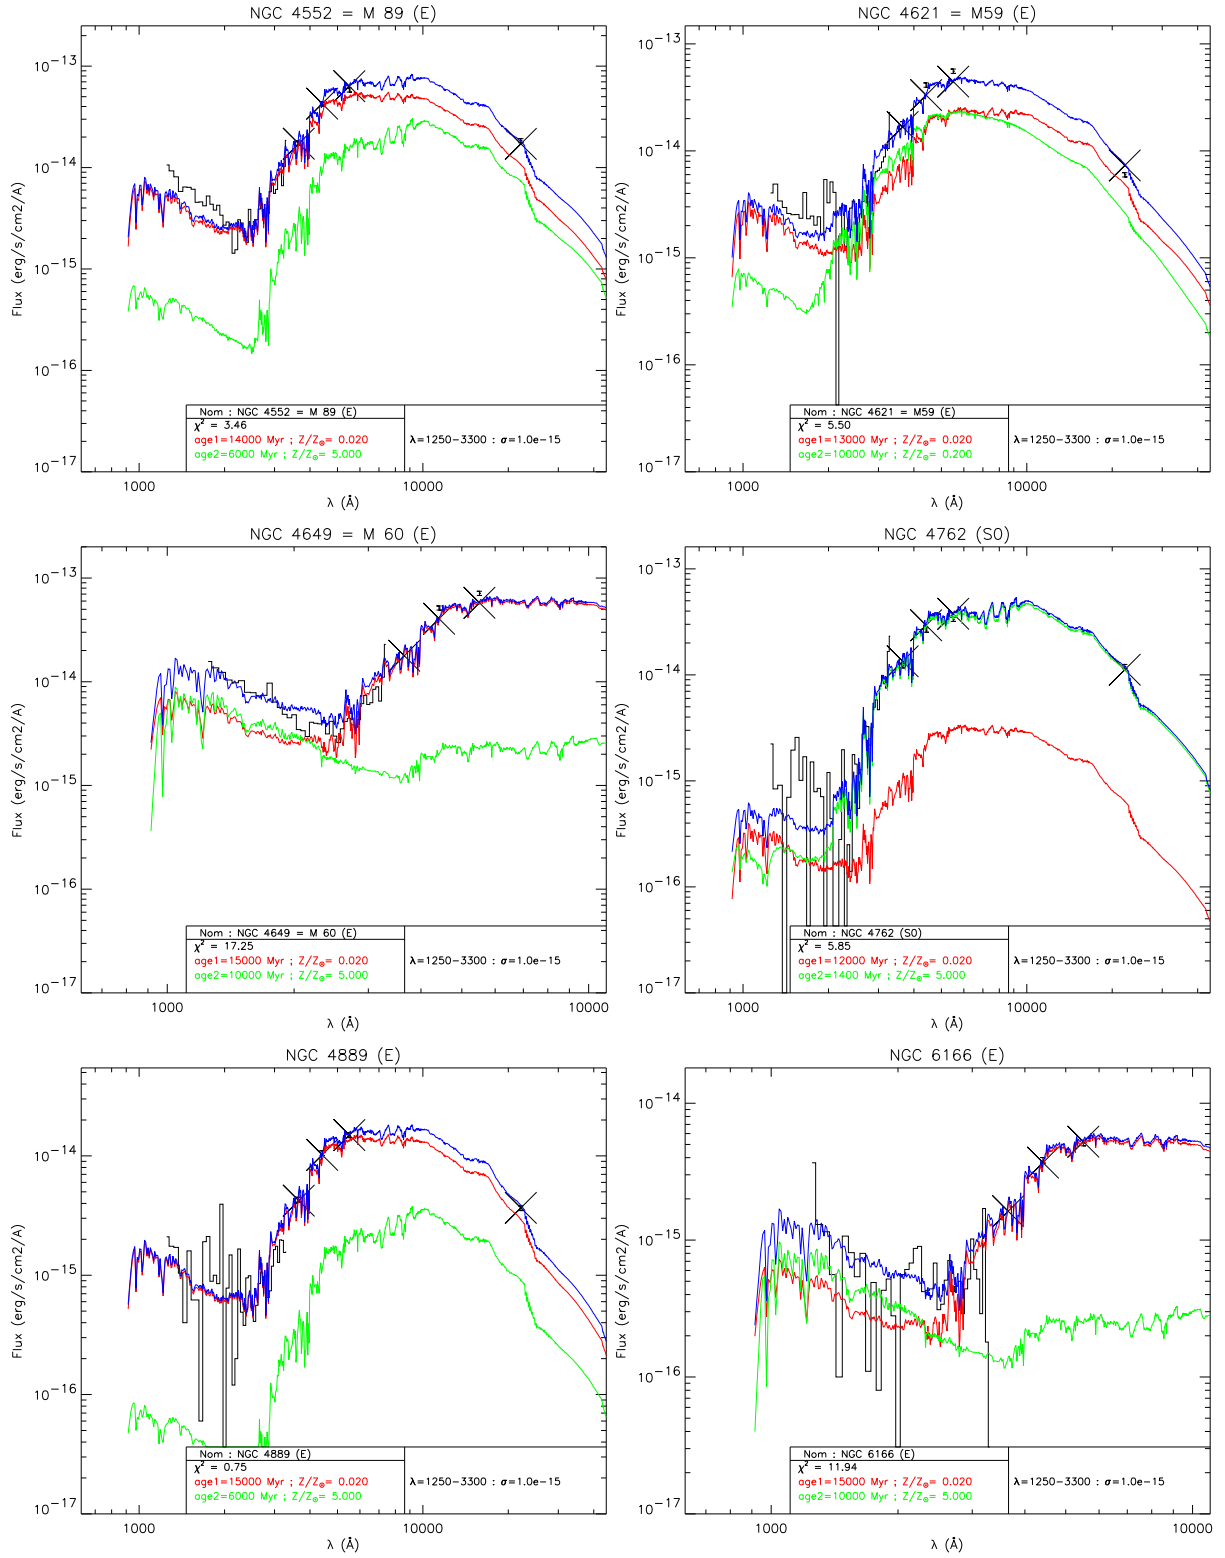 NGC 4552 = M 89 (E)
10⁻¹³
10⁻¹⁴
10⁻¹⁵
10⁻¹⁶
10⁻¹⁷
Flux (erg/s/cm2/A)
Nom : NGC 4552 = M 89 (E)
χ² = 3.46
age1=14000 Myr ; Z/Z⊙= 0.020
age2=6000 Myr ; Z/Z⊙= 5.000
λ=1250-3300 : σ=1.0e-15
1000 10000
λ (Å)
NGC 4621 = M59 (E)
10⁻¹³
10⁻¹⁴
10⁻¹⁵
10⁻¹⁶
10⁻¹⁷
Flux (erg/s/cm2/A)
Nom : NGC 4621 = M59 (E)
χ² = 5.50
age1=13000 Myr ; Z/Z⊙= 0.020
age2=10000 Myr ; Z/Z⊙= 0.200
λ=1250-3300 : σ=1.0e-15
1000 10000
λ (Å)
NGC 4649 = M 60 (E)
10⁻¹³
10⁻¹⁴
10⁻¹⁵
10⁻¹⁶
10⁻¹⁷
Flux (erg/s/cm2/A)
Nom : NGC 4649 = M 60 (E)
χ² = 17.25
age1=15000 Myr ; Z/Z⊙= 0.020
age2=10000 Myr ; Z/Z⊙= 5.000
λ=1250-3300 : σ=1.0e-15
1000 10000
λ (Å)
NGC 4762 (S0)
10⁻¹³
10⁻¹⁴
10⁻¹⁵
10⁻¹⁶
10⁻¹⁷
Flux (erg/s/cm2/A)
Nom : NGC 4762 (S0)
χ² = 5.85
age1=12000 Myr ; Z/Z⊙= 0.020
age2=1400 Myr ; Z/Z⊙= 5.000
λ=1250-3300 : σ=1.0e-15
1000 10000
λ (Å)
NGC 4889 (E)
10⁻¹⁴
10⁻¹⁵
10⁻¹⁶
10⁻¹⁷
Flux (erg/s/cm2/A)
Nom : NGC 4889 (E)
χ² = 0.75
age1=15000 Myr ; Z/Z⊙= 0.020
age2=6000 Myr ; Z/Z⊙= 5.000
λ=1250-3300 : σ=1.0e-15
1000 10000
λ (Å)
NGC 6166 (E)
10⁻¹⁴
10⁻¹⁵
10⁻¹⁶
10⁻¹⁷
Flux (erg/s/cm2/A)
Nom : NGC 6166 (E)
χ² = 11.94
age1=15000 Myr ; Z/Z⊙= 0.020
age2=10000 Myr ; Z/Z⊙= 5.000
λ=1250-3300 : σ=1.0e-15
1000 10000
λ (Å)